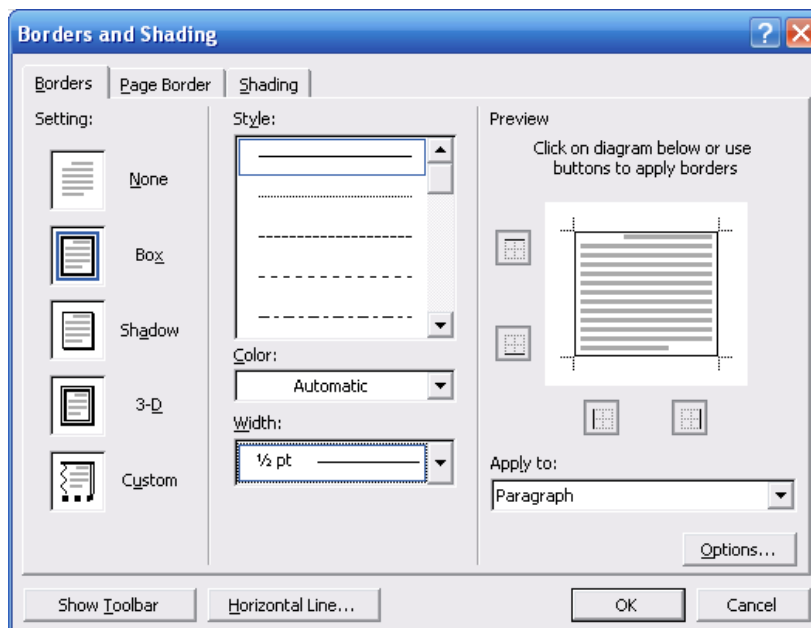 Borders and Shading
Borders
Page Border
Shading
Setting:
None
Box
Shadow
3-D
Custom
Style:
Color:
Automatic
Width:
½ pt
Preview
Click on diagram below or use
buttons to apply borders
Apply to:
Paragraph
Options...
Show Toolbar
Horizontal Line...
OK
Cancel